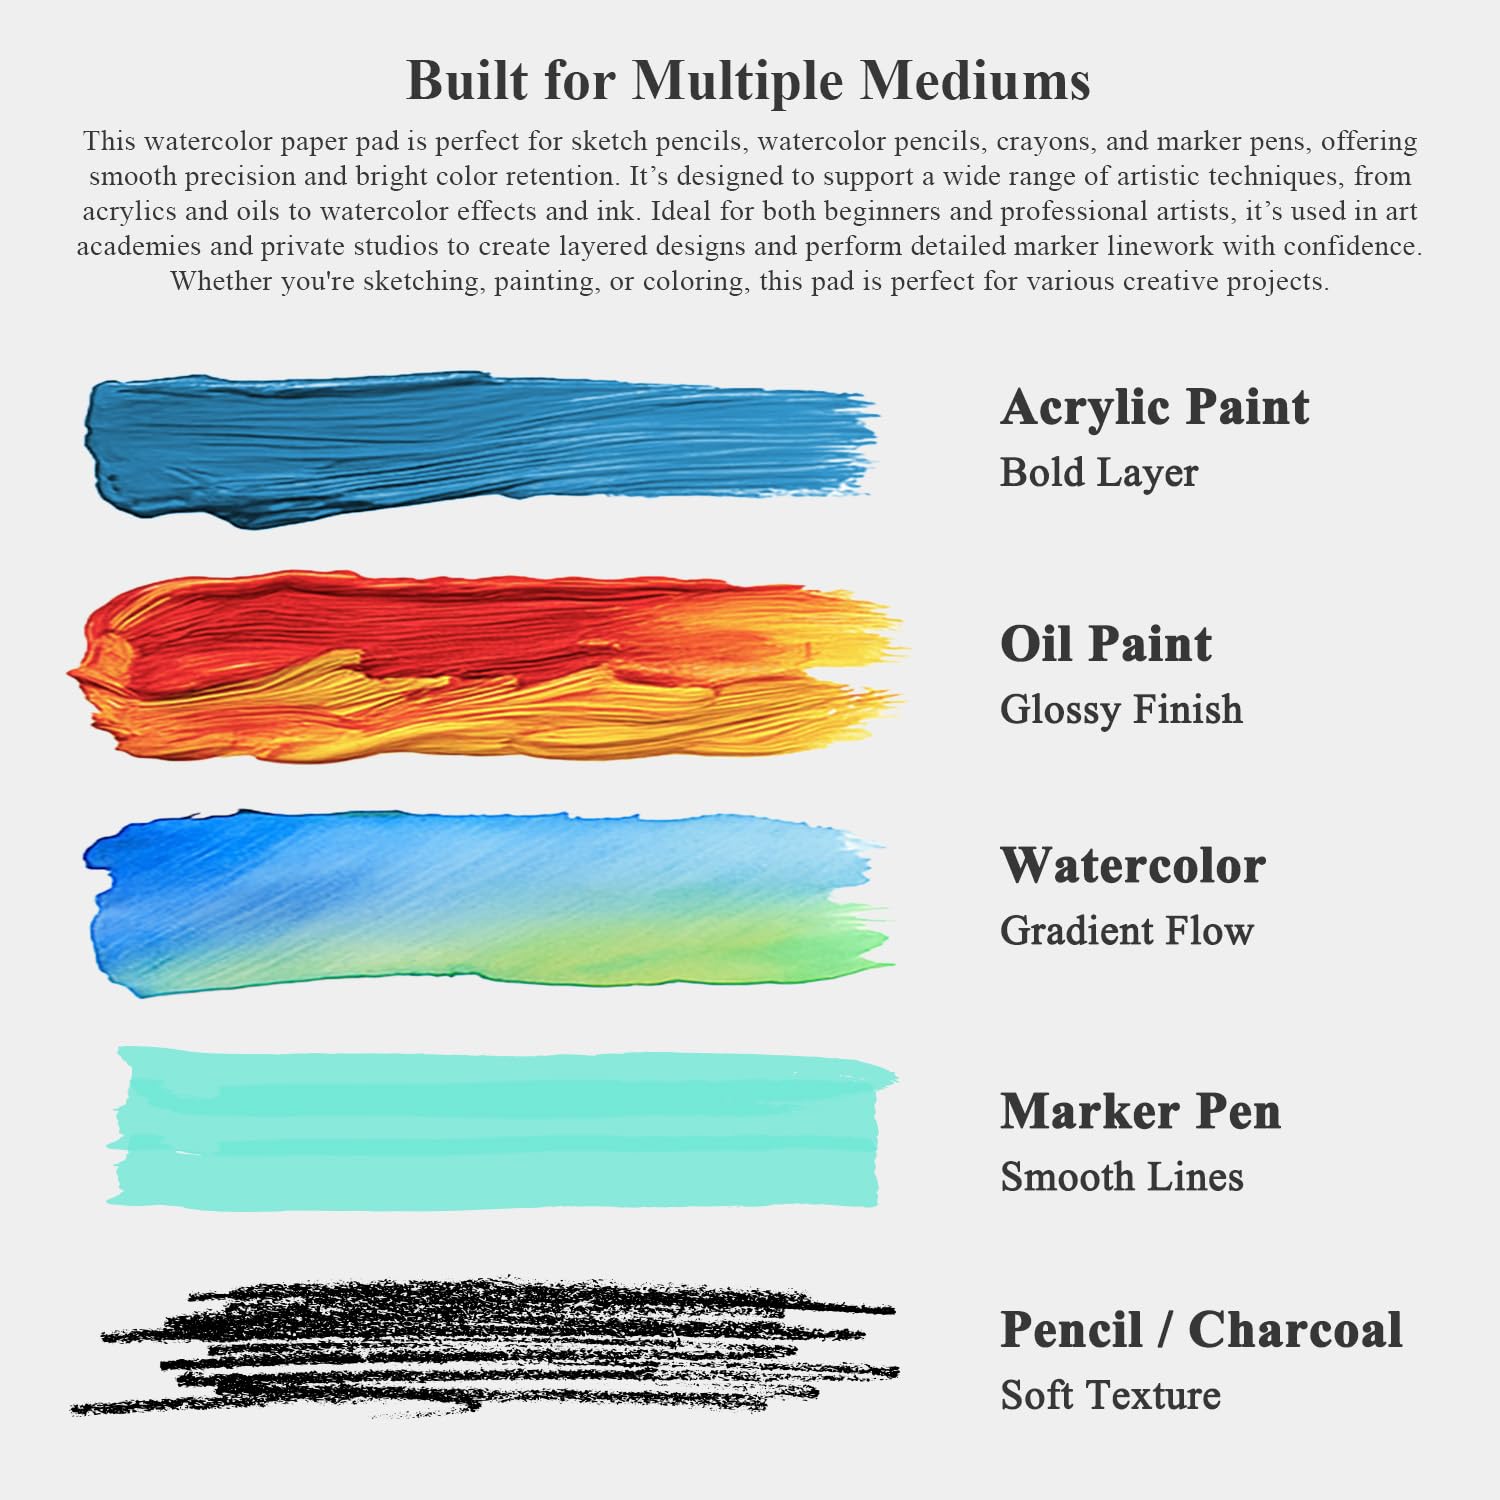 Built for Multiple Mediums
This watercolor paper pad is perfect for sketch pencils, watercolor pencils, crayons, and marker pens, offering
smooth precision and bright color retention. It’s designed to support a wide range of artistic techniques, from
acrylics and oils to watercolor effects and ink. Ideal for both beginners and professional artists, it’s used in art
academies and private studios to create layered designs and perform detailed marker linework with confidence.
Whether you're sketching, painting, or coloring, this pad is perfect for various creative projects.
Acrylic Paint
Bold Layer
Oil Paint
Glossy Finish
Watercolor
Gradient Flow
Marker Pen
Smooth Lines
Pencil / Charcoal
Soft Texture